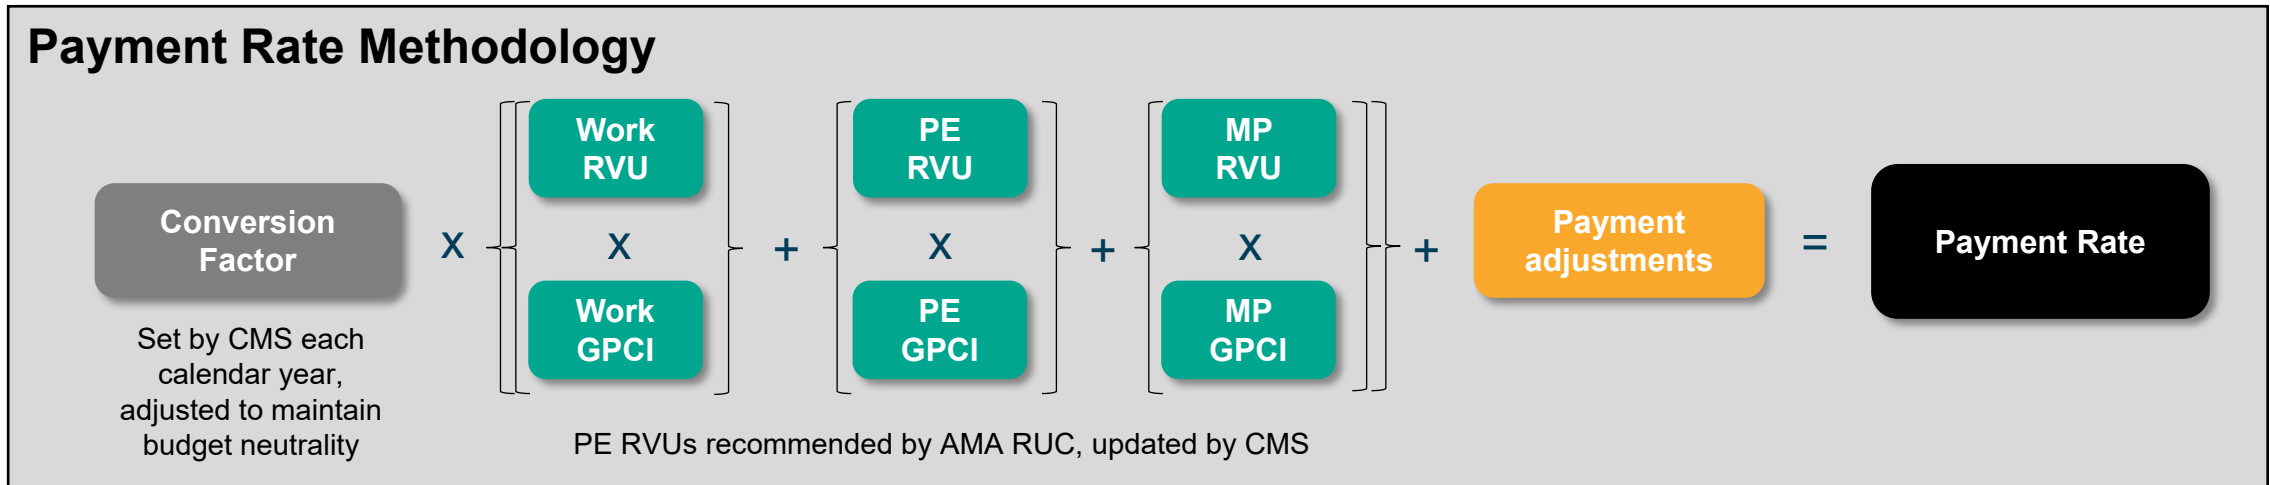 Payment Rate Methodology
Conversion
Factor
Set by CMS each
calendar year,
adjusted to maintain
budget neutrality
X
Work
RVU
X
Work
GPCI
+
PE
RVU
X
PE
GPCI
+
MP
RVU
X
MP
GPCI
PE RVUs recommended by AMA RUC, updated by CMS
+
Payment
adjustments
=
Payment Rate